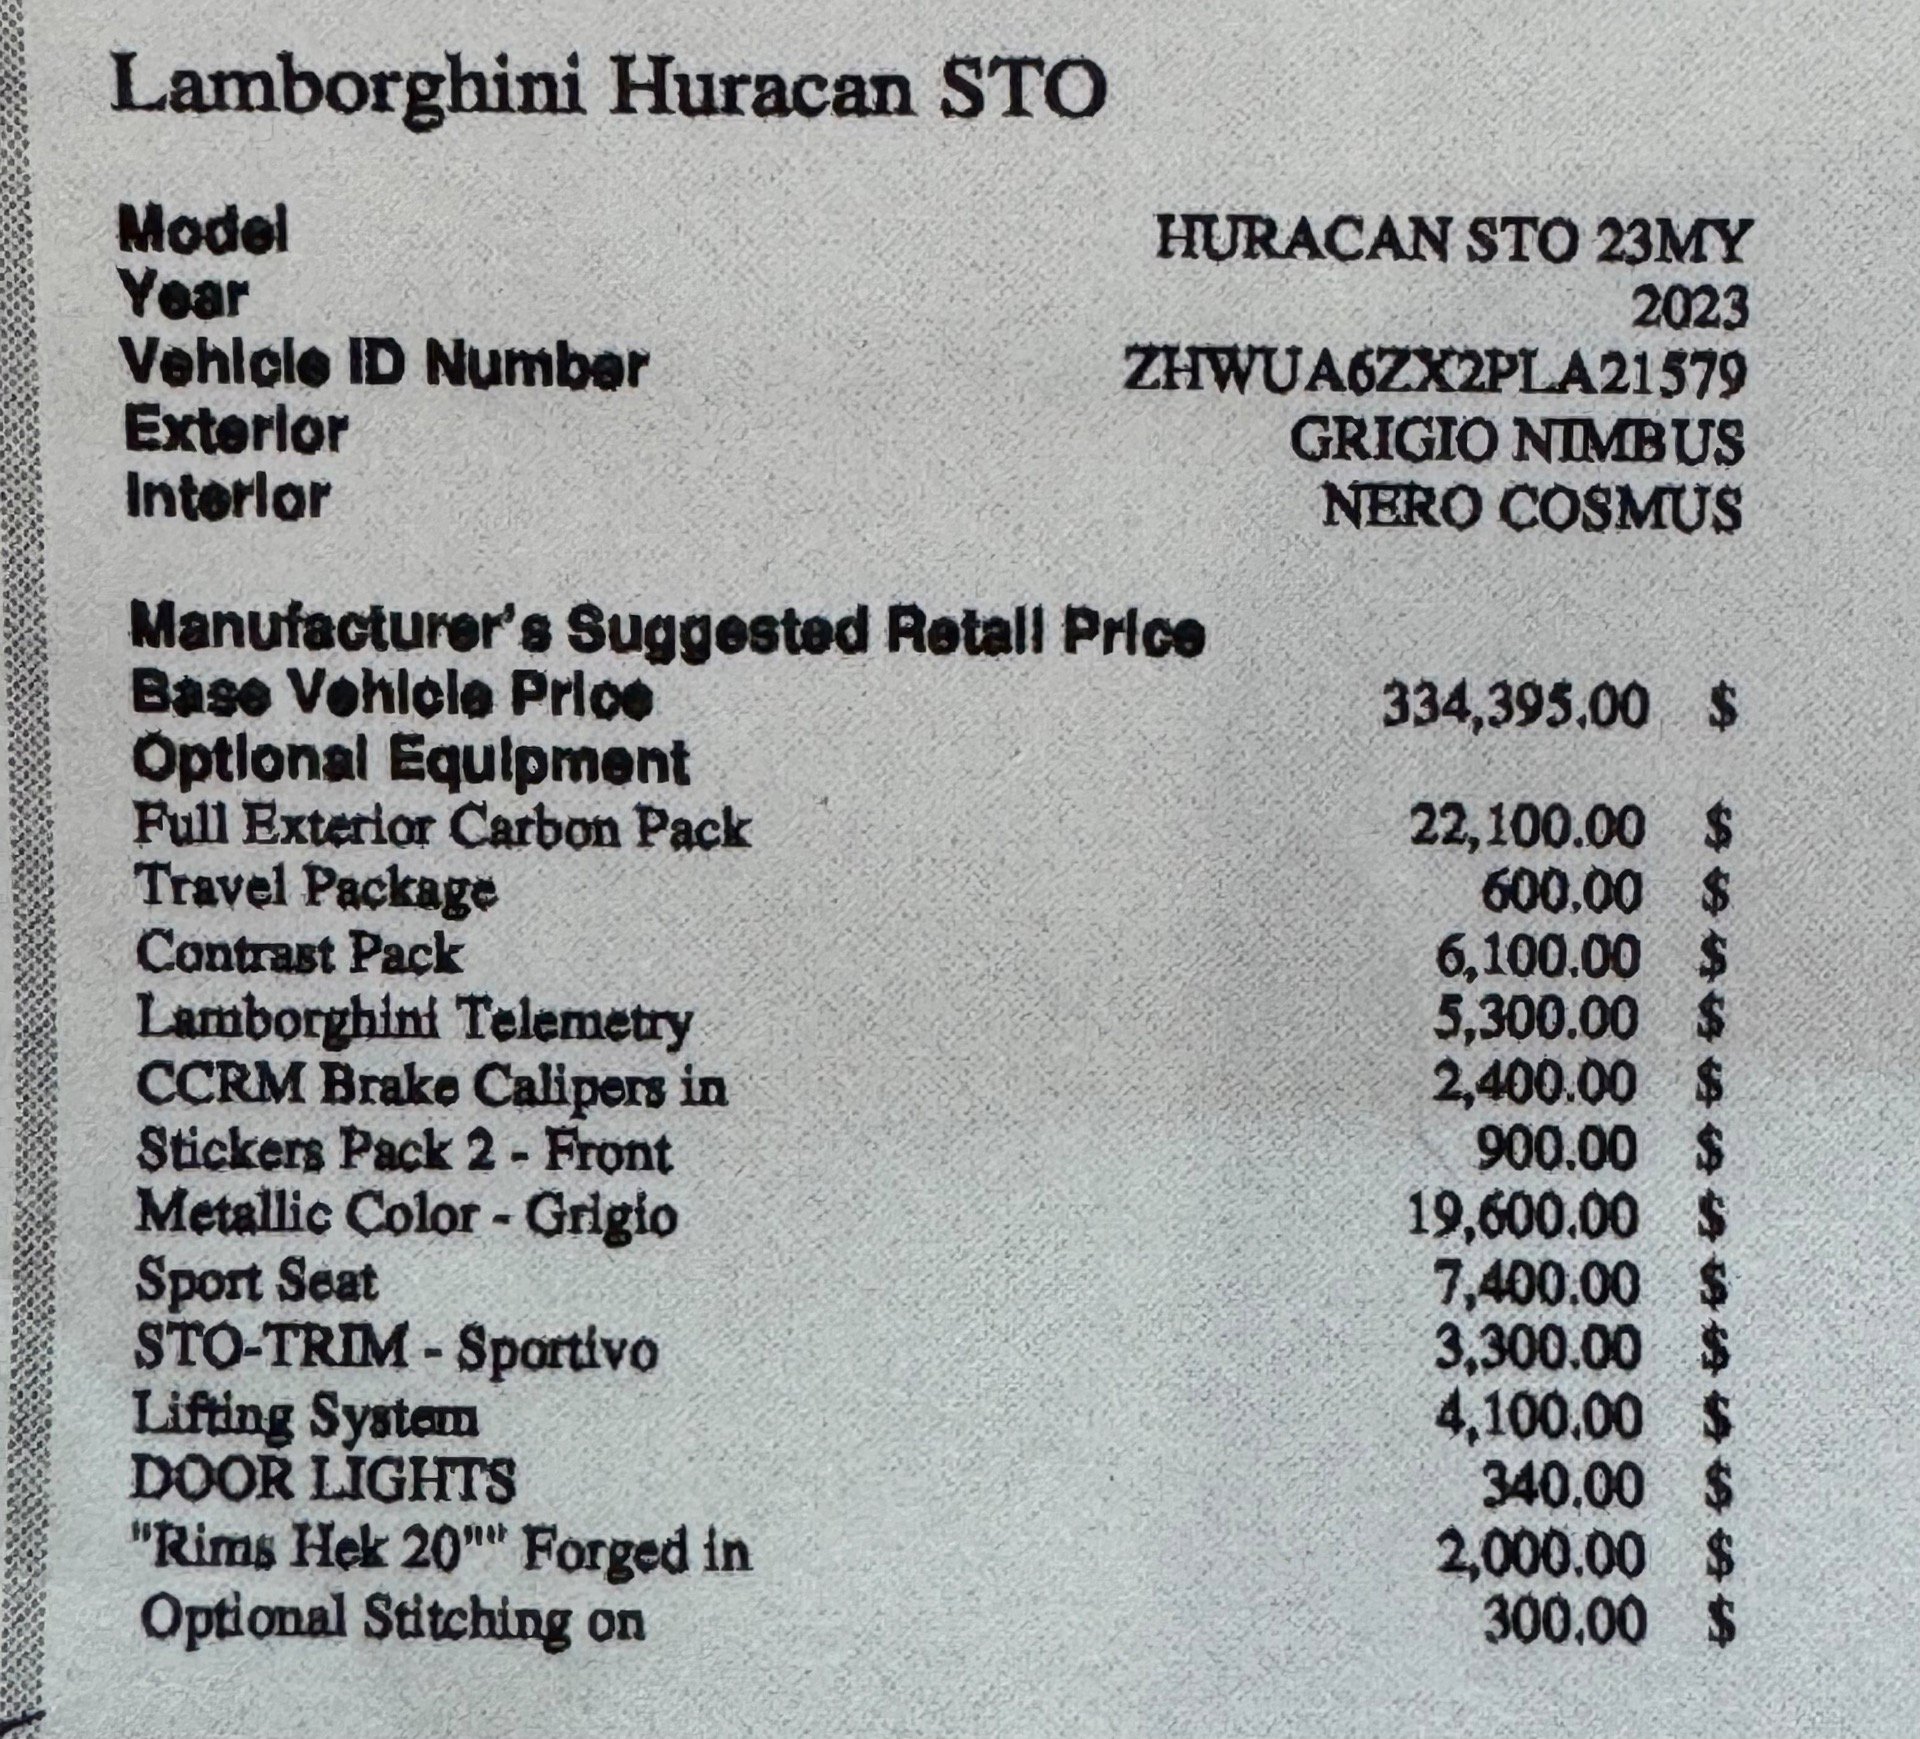 Lamborghini Huracan STO
Model HURACAN STO 23MY
Year 2023
Vehicle ID Number ZHWUA6ZX2PLA21579
Exterior GRIGIO NIMBUS
Interior NERO COSMUS
Manufacturer's Suggested Retail Price
Base Vehicle Price 334,395.00 $
Optional Equipment
Full Exterior Carbon Pack 22,100.00 $
Travel Package 600.00 $
Contrast Pack 6,100.00 $
Lamborghini Telemetry 5,300.00 $
CCRM Brake Calipers in 2,400.00 $
Stickers Pack 2 - Front 900.00 $
Metallic Color - Grigio 19,600.00 $
Sport Seat 7,400.00 $
STO-TRIM - Sportivo 3,300.00 $
Lifting System 4,100.00 $
DOOR LIGHTS 340.00 $
"Rims Hek 20"" Forged in 2,000.00 $
Optional Stitching on 300.00 $